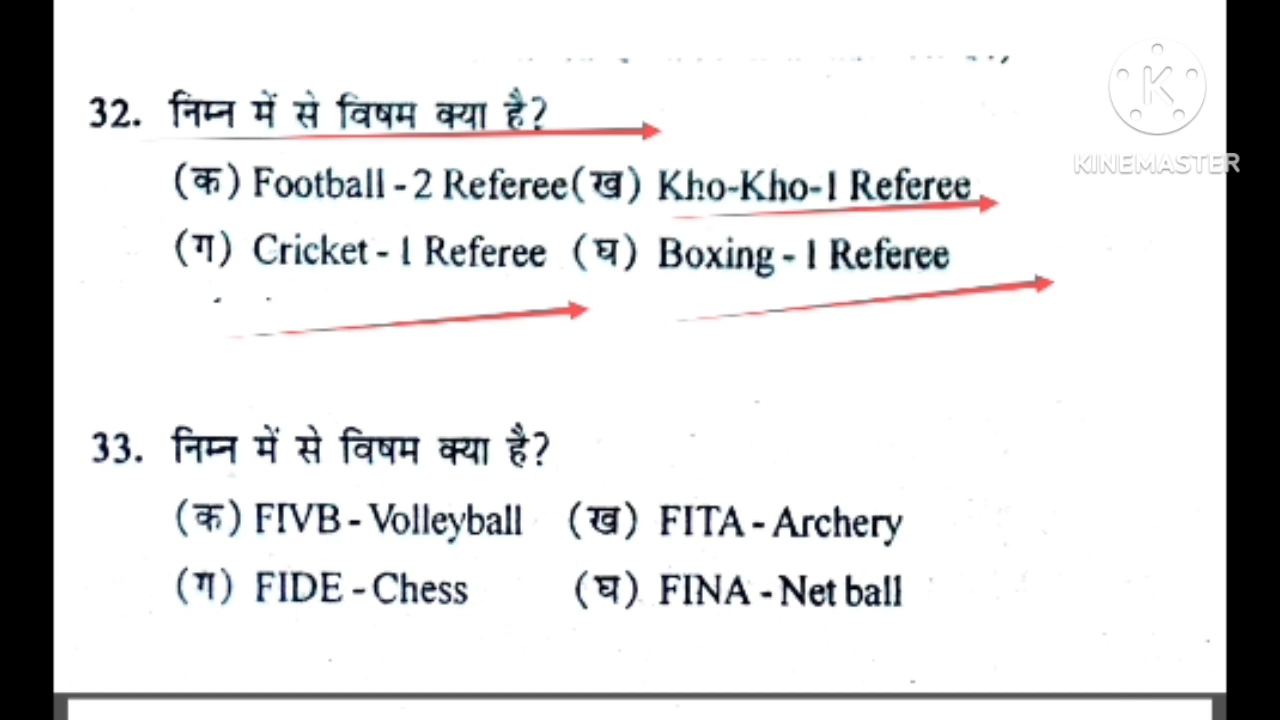 32. निम्न में से विषम क्या है?
(क) Football - 2 Referee (ख) Kho-Kho-1 Referee
(ग) Cricket - 1 Referee (घ) Boxing - 1 Referee
33. निम्न में से विषम क्या है?
(क) FIVB - Volleyball (ख) FITA - Archery
(ग) FIDE - Chess (घ) FINA - Net ball
K
KINEMASTER